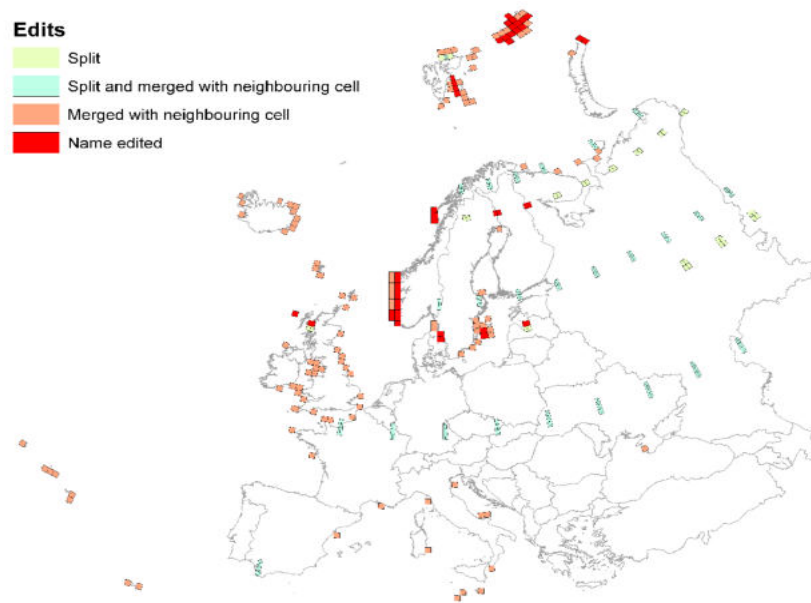 Edits
Split
Split and merged with neighbouring cell
Merged with neighbouring cell
Name edited